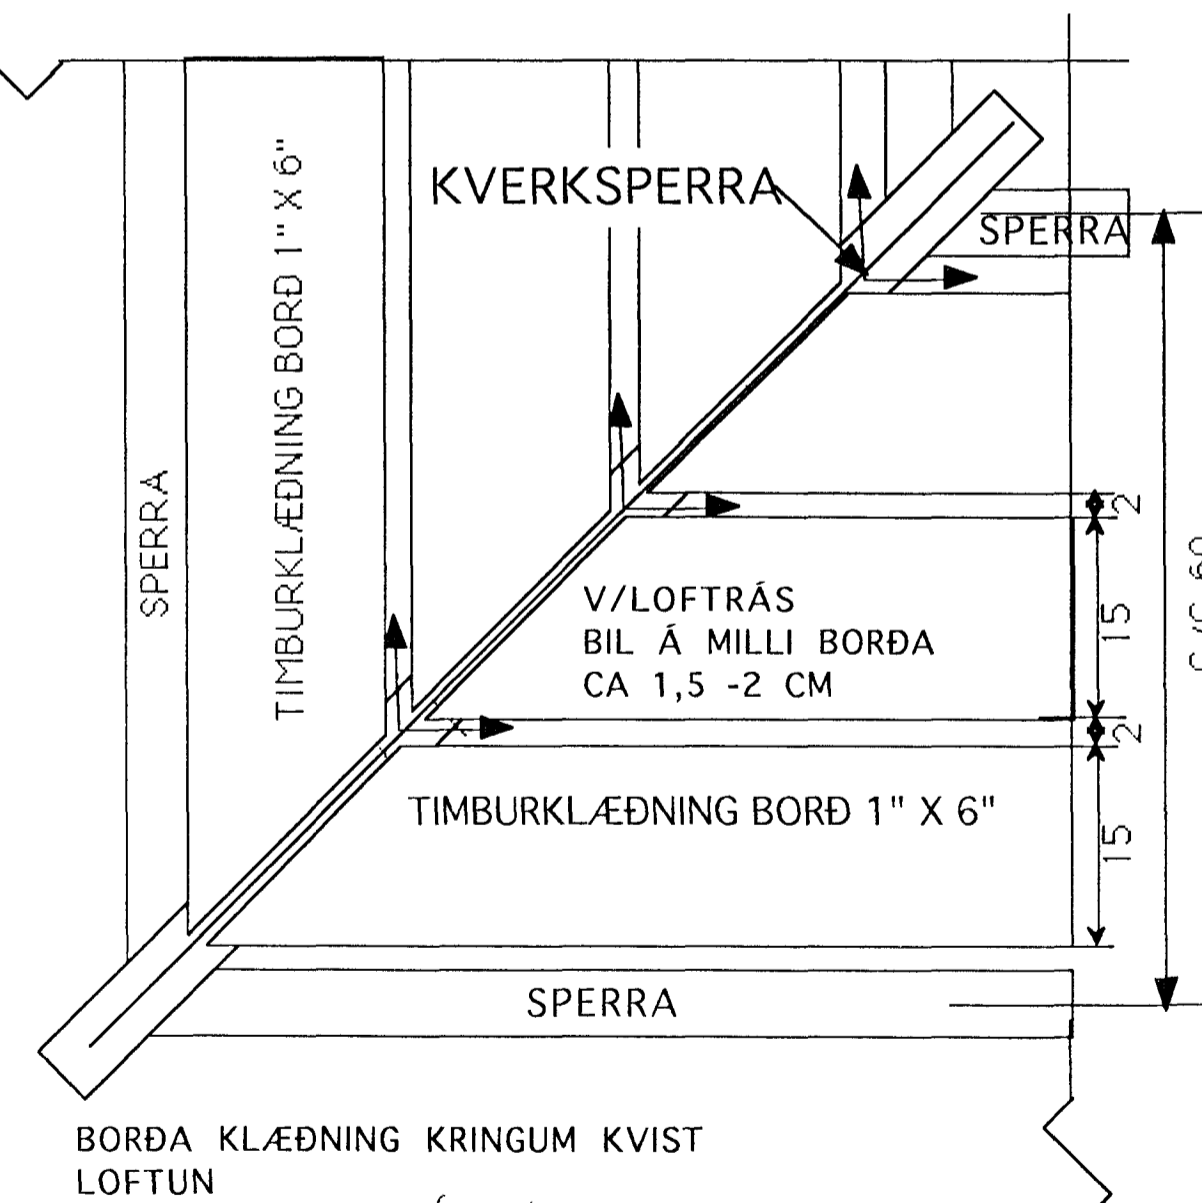 KVERKSPERRA
SPERRA
TIMBURKLÆÐNING BORÐ 1" X 6"
SPERRA
2
V/LOFTRÁS
BIL Á MILLI BORÐA
CA 1,5 -2 CM
15
2
TIMBURKLÆÐNING BORÐ 1" X 6"
15
SPERRA
BORÐA KLÆÐNING KRINGUM KVIST
LOFTUN